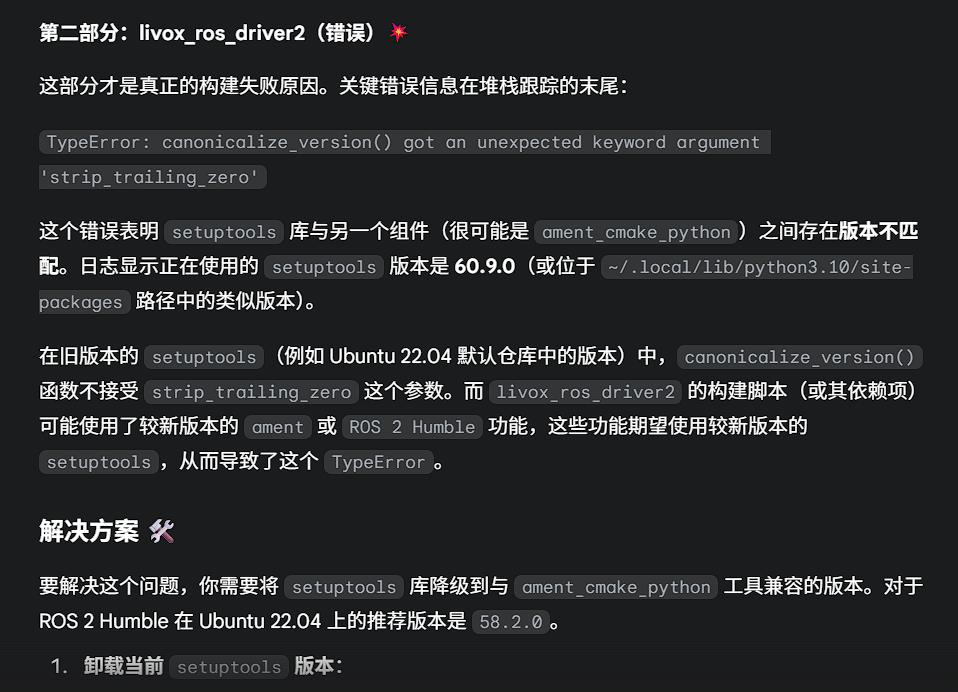 第二部分：livox_ros_driver2（错误）💥
这部分才是真正的构建失败原因。关键错误信息在堆栈跟踪的末尾：
TypeError: canonicalize_version() got an unexpected keyword argument
'strip_trailing_zero'
这个错误表明 setuptools 库与另一个组件（很可能是 ament_cmake_python）之间存在版本不匹
配。日志显示正在使用的 setuptools 版本是 60.9.0（或位于 ~/.local/lib/python3.10/site-
packages 路径中的类似版本）。
在旧版本的 setuptools（例如 Ubuntu 22.04 默认仓库中的版本）中，canonicalize_version()
函数不接受 strip_trailing_zero 这个参数。而 livox_ros_driver2 的构建脚本（或其依赖项）
可能使用了较新版本的 ament 或 ROS 2 Humble 功能，这些功能期望使用较新版本的
setuptools，从而导致了这个 TypeError。
解决方案 🛠️
要解决这个问题，你需要将 setuptools 库降级到与 ament_cmake_python 工具兼容的版本。对于
ROS 2 Humble 在 Ubuntu 22.04 上的推荐版本是 58.2.0。
1. 卸载当前 setuptools 版本：